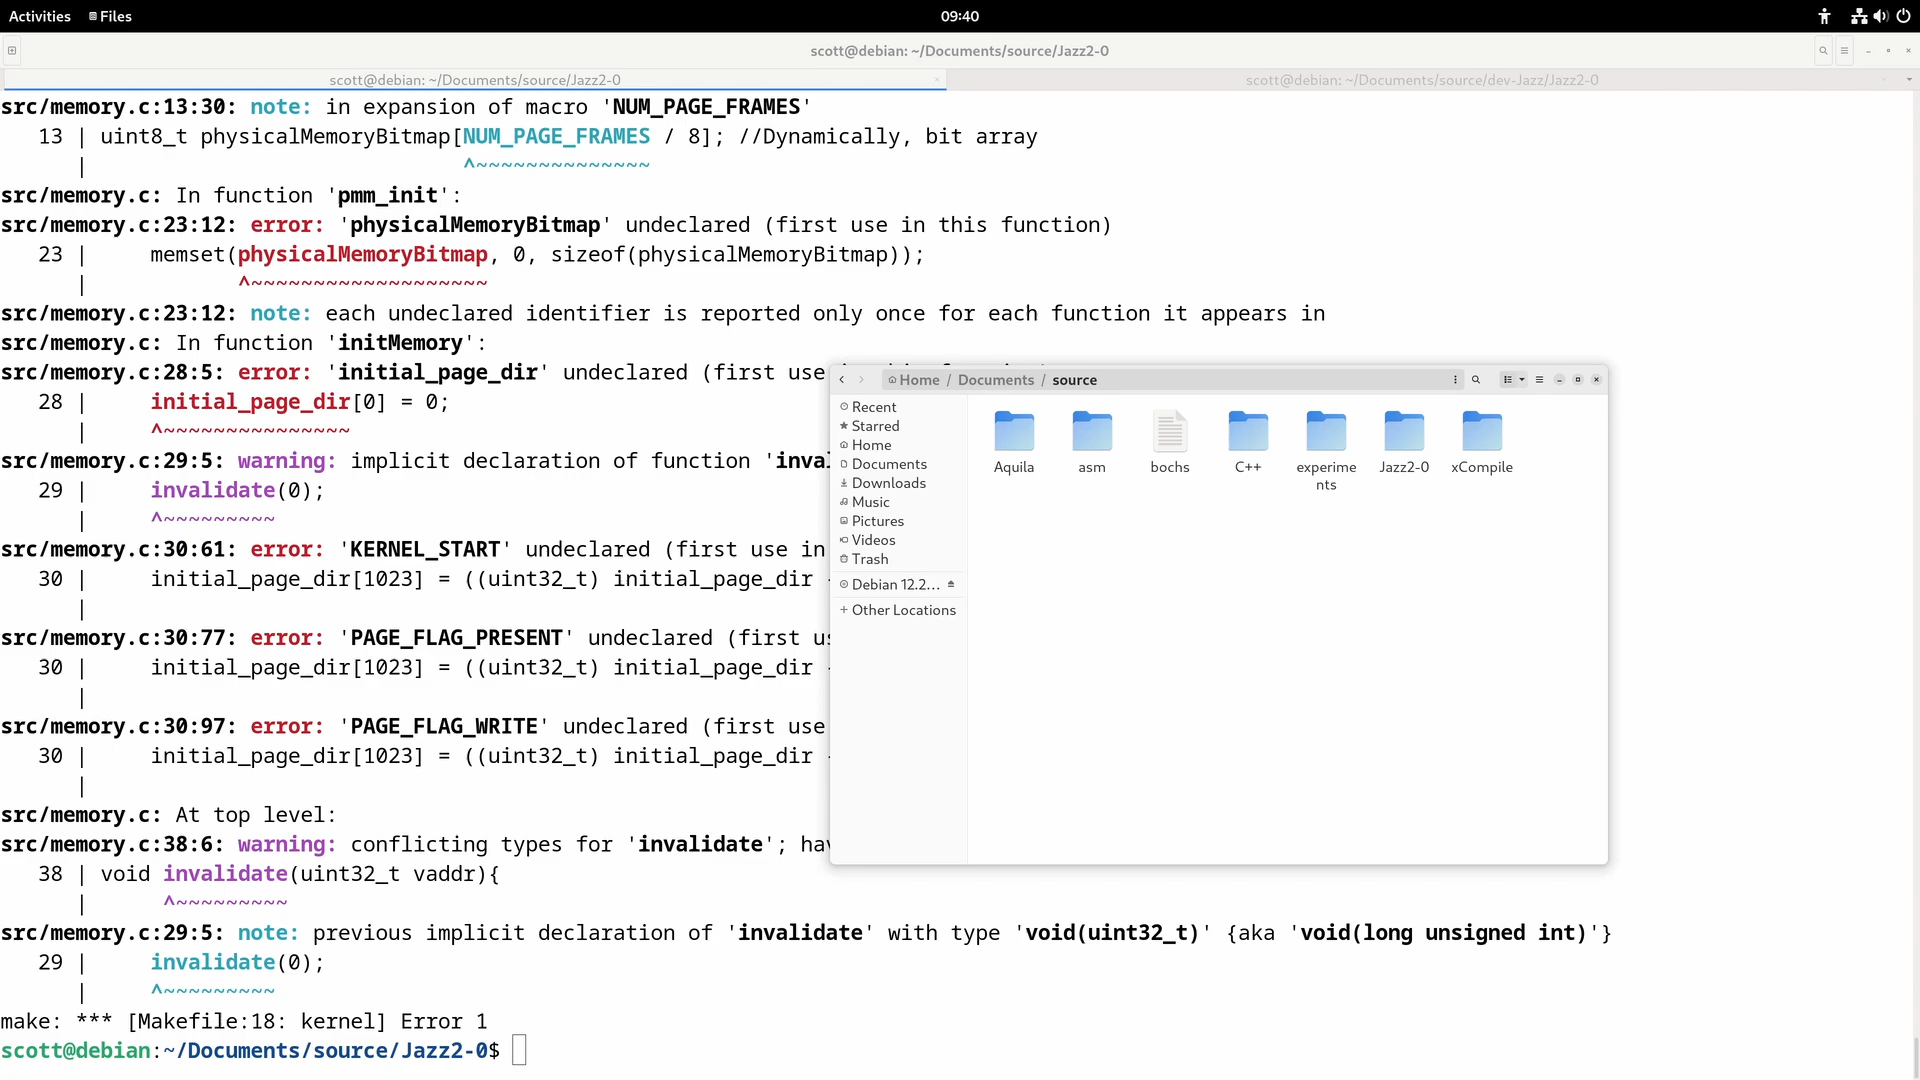 Activities Files 09:40
scott@debian: ~/Documents/source/Jazz2-0
scott@debian: ~/Documents/source/Jazz2-0 scott@debian: ~/Documents/source/dev-Jazz/Jazz2-0
src/memory.c:13:30: note: in expansion of macro 'NUM_PAGE_FRAMES'
13 | uint8_t physicalMemoryBitmap[NUM_PAGE_FRAMES / 8]; //Dynamically, bit array
| ^~~~~~~~~~~~~~~
src/memory.c: In function 'pmm_init':
src/memory.c:23:12: error: 'physicalMemoryBitmap' undeclared (first use in this function)
23 | memset(physicalMemoryBitmap, 0, sizeof(physicalMemoryBitmap));
| ^~~~~~~~~~~~~~~~~~~~
src/memory.c:23:12: note: each undeclared identifier is reported only once for each function it appears in
src/memory.c: In function 'initMemory':
src/memory.c:28:5: error: 'initial_page_dir' undeclared (first use
28 | initial_page_dir[0] = 0;
| ^~~~~~~~~~~~~~~~
src/memory.c:29:5: warning: implicit declaration of function 'inval
29 | invalidate(0);
| ^~~~~~~~~~
src/memory.c:30:61: error: 'KERNEL_START' undeclared (first use in
30 | initial_page_dir[1023] = ((uint32_t) initial_page_dir -
|
src/memory.c:30:77: error: 'PAGE_FLAG_PRESENT' undeclared (first us
30 | initial_page_dir[1023] = ((uint32_t) initial_page_dir -
|
src/memory.c:30:97: error: 'PAGE_FLAG_WRITE' undeclared (first use
30 | initial_page_dir[1023] = ((uint32_t) initial_page_dir -
|
src/memory.c: At top level:
src/memory.c:38:6: warning: conflicting types for 'invalidate'; hav
38 | void invalidate(uint32_t vaddr){
| ^~~~~~~~~~
src/memory.c:29:5: note: previous implicit declaration of 'invalidate' with type 'void(uint32_t)' {aka 'void(long unsigned int)'}
29 | invalidate(0);
| ^~~~~~~~~~
make: *** [Makefile:18: kernel] Error 1
scott@debian:~/Documents/source/Jazz2-0$
Home / Documents / source
Recent
Starred
Home
Documents
Downloads
Music
Pictures
Videos
Trash
Debian 12.2...
+ Other Locations
Aquila
asm
bochs
C++
experime
nts
Jazz2-0
xCompile